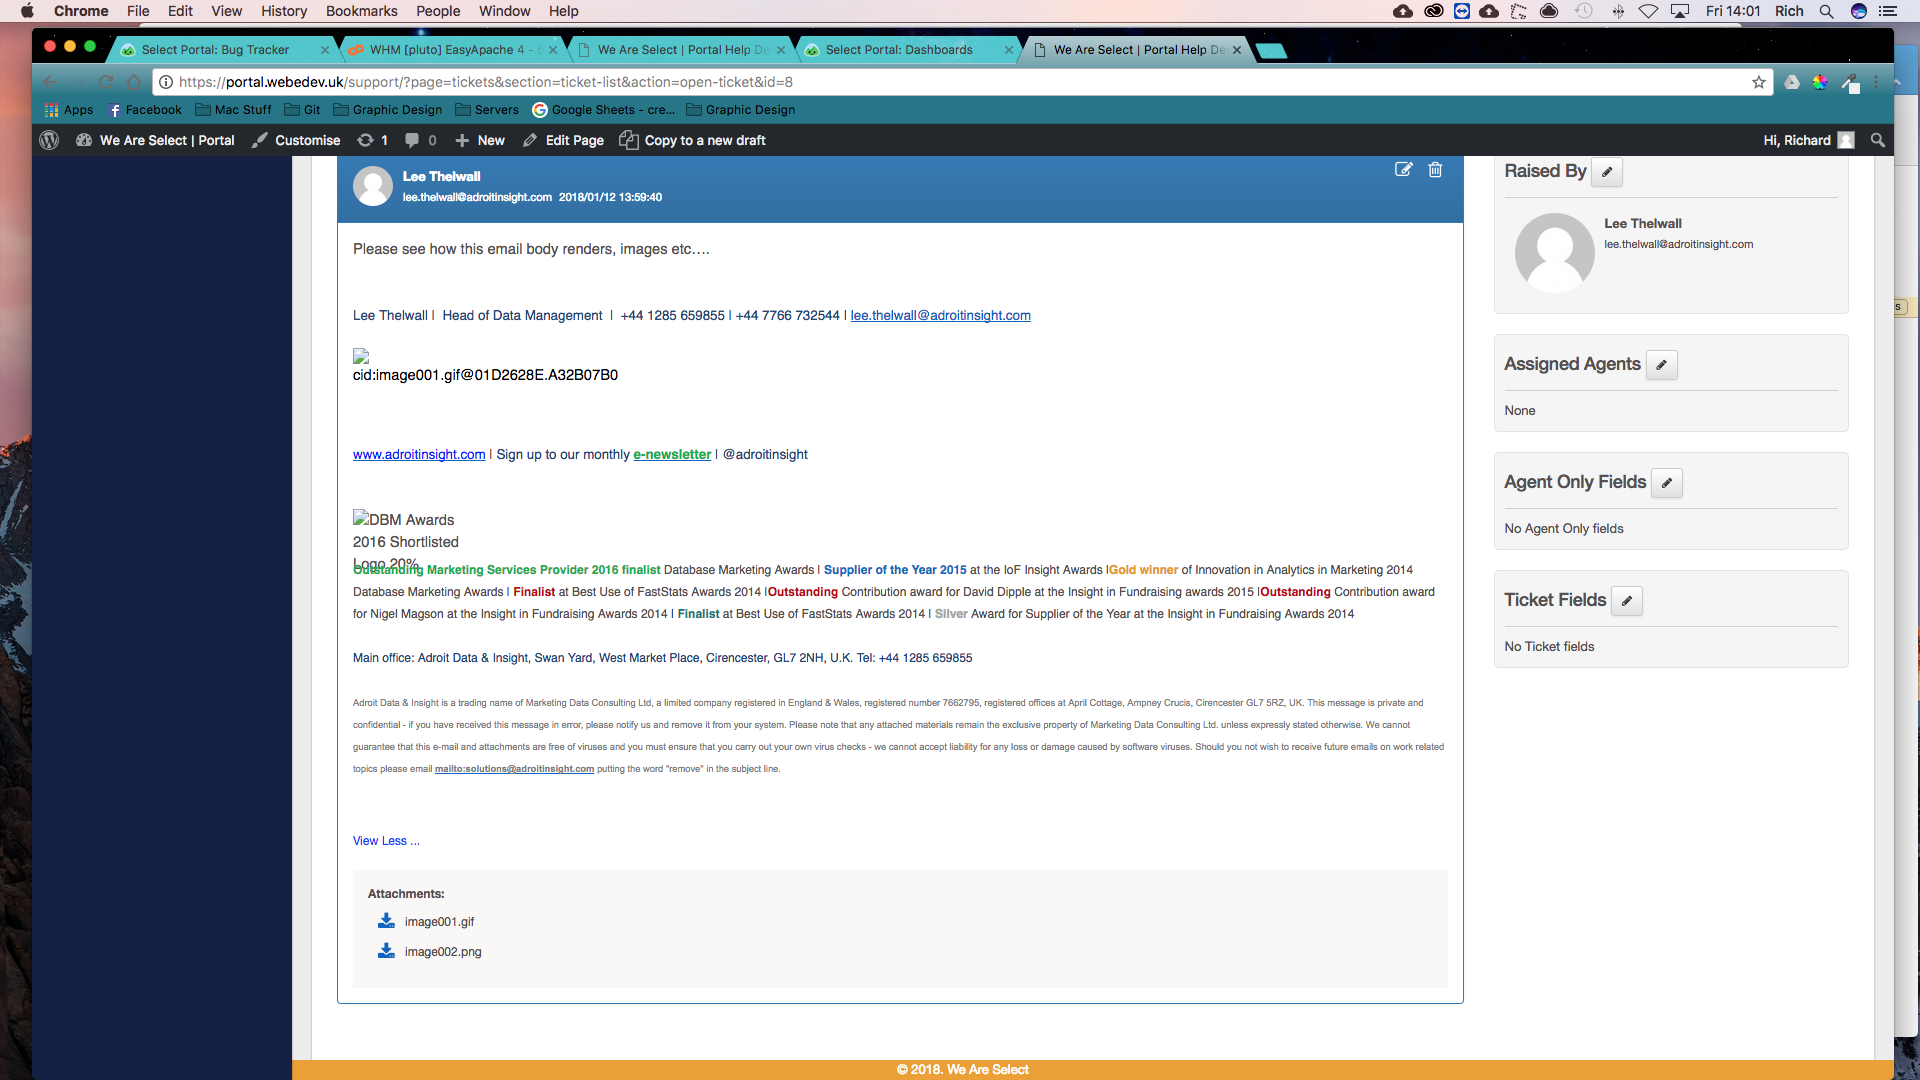 Chrome File Edit View History Bookmarks People Window Help Fri 14:01 Rich
Select Portal: Bug Tracker WHM [pluto] EasyApache 4 - We Are Select | Portal Help De Select Portal: Dashboards We Are Select | Portal Help De
https://portal.webedev.uk/support/?page=tickets&section=ticket-list&action=open-ticket&id=8
Apps Facebook Mac Stuff Git Graphic Design Servers Google Sheets - cre... Graphic Design
We Are Select | Portal Customise 1 0 New Edit Page Copy to a new draft Hi, Richard
Lee Thelwall
lee.thelwall@adroitinsight.com 2018/01/12 13:59:40
Please see how this email body renders, images etc....
Lee Thelwall | Head of Data Management | +44 1285 659855 | +44 7766 732544 | lee.thelwall@adroitinsight.com
cid:image001.gif@01D2628E.A32B07B0
www.adroitinsight.com | Sign up to our monthly e-newsletter | @adroitinsight
DBM Awards
2016 Shortlisted
Logo 20%
Outstanding Marketing Services Provider 2016 finalist Database Marketing Awards | Supplier of the Year 2015 at the IoF Insight Awards |Gold winner of Innovation in Analytics in Marketing 2014
Database Marketing Awards | Finalist at Best Use of FastStats Awards 2014 |Outstanding Contribution award for David Dipple at the Insight in Fundraising awards 2015 |Outstanding Contribution award
for Nigel Magson at the Insight in Fundraising Awards 2014 | Finalist at Best Use of FastStats Awards 2014 | Silver Award for Supplier of the Year at the Insight in Fundraising Awards 2014
Main office: Adroit Data & Insight, Swan Yard, West Market Place, Cirencester, GL7 2NH, U.K. Tel: +44 1285 659855
Adroit Data & Insight is a trading name of Marketing Data Consulting Ltd, a limited company registered in England & Wales, registered number 7662795, registered offices at April Cottage, Ampney Crucis, Cirencester GL7 5RZ, UK. This message is private and
confidential - if you have received this message in error, please notify us and remove it from your system. Please note that any attached materials remain the exclusive property of Marketing Data Consulting Ltd. unless expressly stated otherwise. We cannot
guarantee that this e-mail and attachments are free of viruses and you must ensure that you carry out your own virus checks - we cannot accept liability for any loss or damage caused by software viruses. Should you not wish to receive future emails on work related
topics please email mailto:solutions@adroitinsight.com putting the word "remove" in the subject line.
View Less ...
Attachments:
image001.gif
image002.png
Raised By
Lee Thelwall
lee.thelwall@adroitinsight.com
Assigned Agents
None
Agent Only Fields
No Agent Only fields
Ticket Fields
No Ticket fields
© 2018. We Are Select